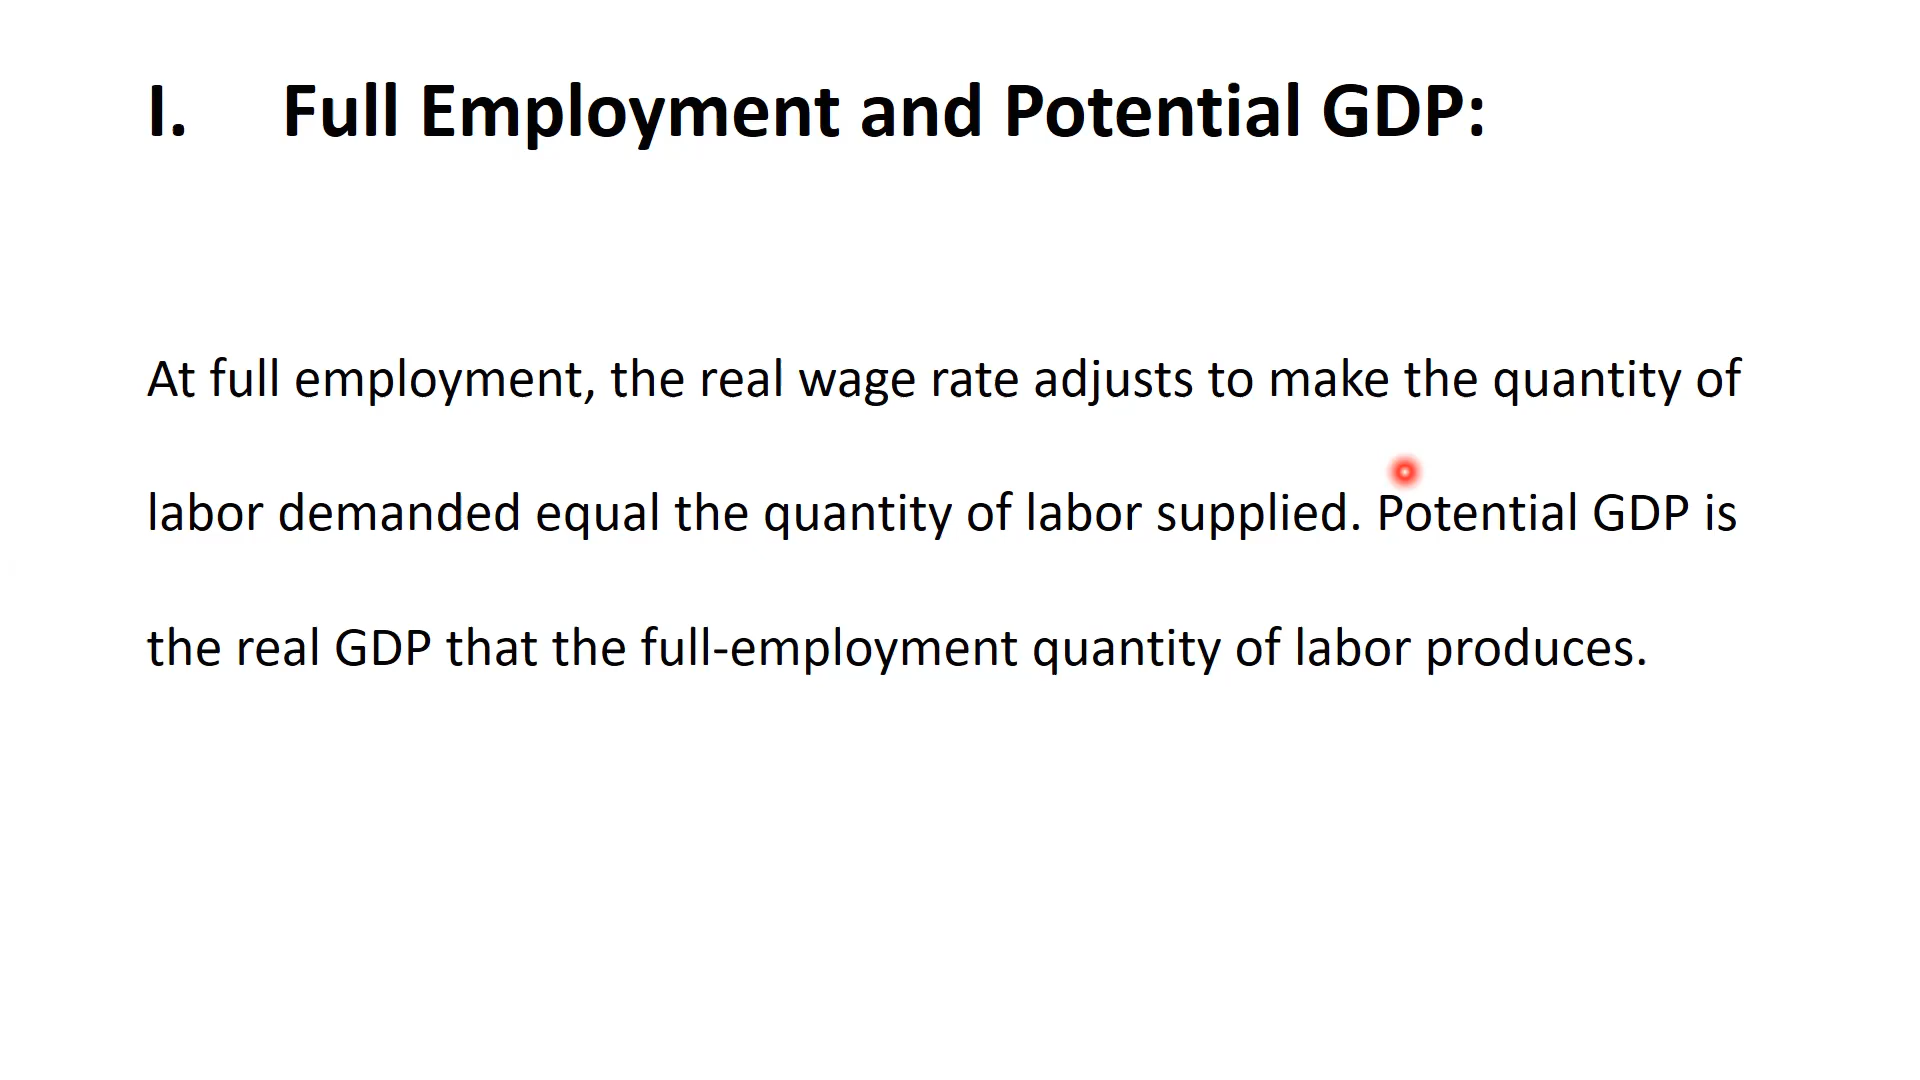 I. Full Employment and Potential GDP:
At full employment, the real wage rate adjusts to make the quantity of
labor demanded equal the quantity of labor supplied. Potential GDP is
the real GDP that the full-employment quantity of labor produces.